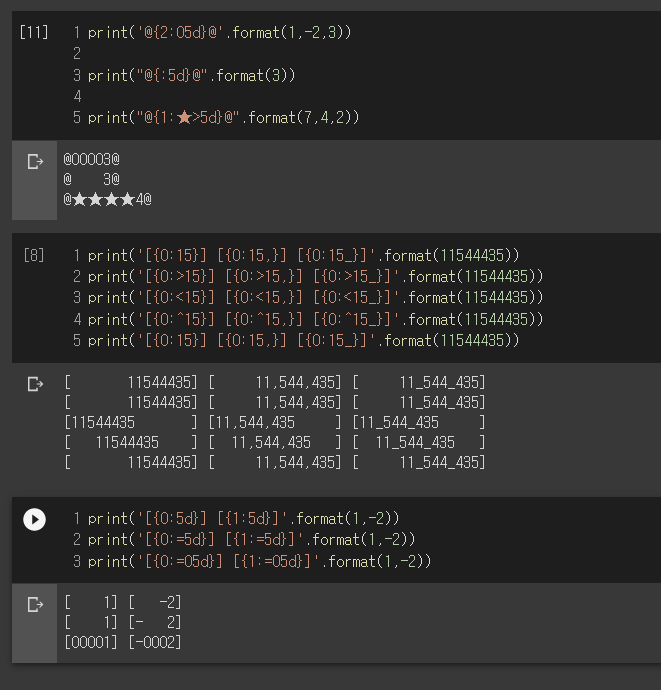 [11] 1 print('@{2:05d}@'.format(1,-2,3))
2
3 print("@{:5d}@".format(3))
4
5 print("@{1:★>5d}@".format(7,4,2))
@00003@
@    3@
@★★★★4@
[8] 1 print('[{0:15}] [{0:15,}] [{0:15_}]'.format(11544435))
2 print('[{0:>15}] [{0:>15,}] [{0:>15_}]'.format(11544435))
3 print('[{0:<15}] [{0:<15,}] [{0:<15_}]'.format(11544435))
4 print('[{0:^15}] [{0:^15,}] [{0:^15_}]'.format(11544435))
5 print('[{0:15}] [{0:15,}] [{0:15_}]'.format(11544435))
[       11544435] [     11,544,435] [     11_544_435]
[       11544435] [     11,544,435] [     11_544_435]
[11544435       ] [11,544,435     ] [11_544_435     ]
[   11544435    ] [  11,544,435   ] [  11_544_435   ]
[       11544435] [     11,544,435] [     11_544_435]
1 print('[{0:5d}] [{1:5d}]'.format(1,-2))
2 print('[{0:=5d}] [{1:=5d}]'.format(1,-2))
3 print('[{0:=05d}] [{1:=05d}]'.format(1,-2))
[    1] [   -2]
[    1] [-   2]
[00001] [-0002]